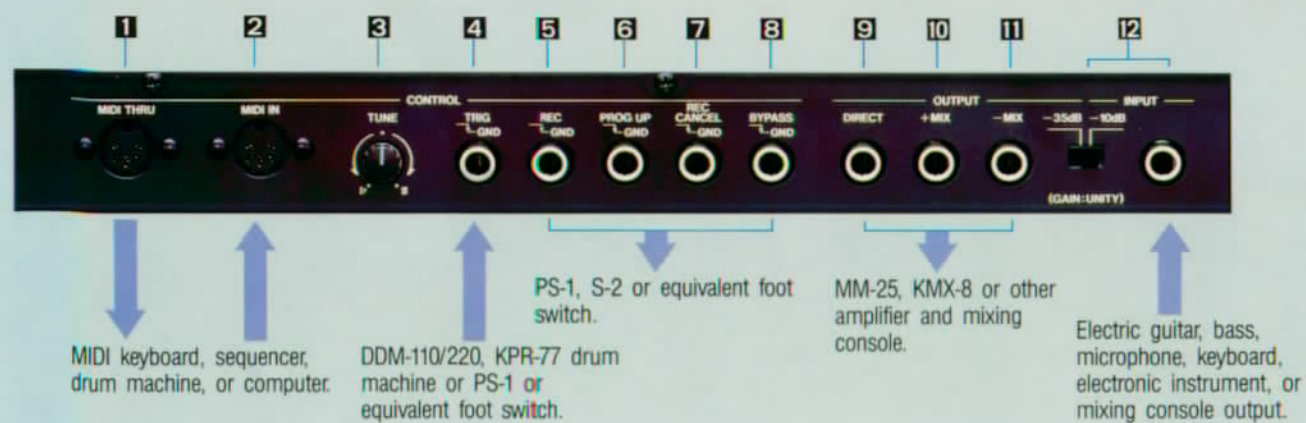 1 2 3 4 5 6 7 8 9 10 11 12
CONTROL OUTPUT INPUT
MIDI THRU MIDI IN TUNE TRIG REC PROG UP REC CANCEL BYPASS DIRECT +MIX −MIX −35dB −10dB
GND GND GND GND GND
♭ #
(GAIN:UNITY)
MIDI keyboard, sequencer,
drum machine, or computer.
DDM-110/220, KPR-77 drum
machine or PS-1 or
equivalent foot switch.
PS-1, S-2 or equivalent foot
switch.
MM-25, KMX-8 or other
amplifier and mixing
console.
Electric guitar, bass,
microphone, keyboard,
electronic instrument, or
mixing console output.